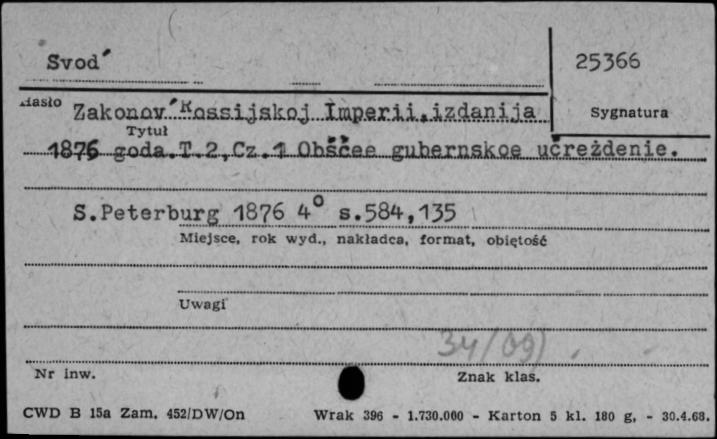 Svod´
25366
Hasło
Zakonov´Rossijskoj Imperii,izdanija
Sygnatura
Tytuł
1876 goda.T.2,Cz.1 Obščee gubernskoe učreždenie.
S.Peterburg 1876 4° s.584,135
Miejsce, rok wyd., nakładca, format, objętość
Uwagi
34/09)
Nr inw.
Znak klas.
CWD B 15a Zam. 452/DW/On Wrak 396 - 1.730.000 - Karton 5 kl. 180 g, - 30.4.68.